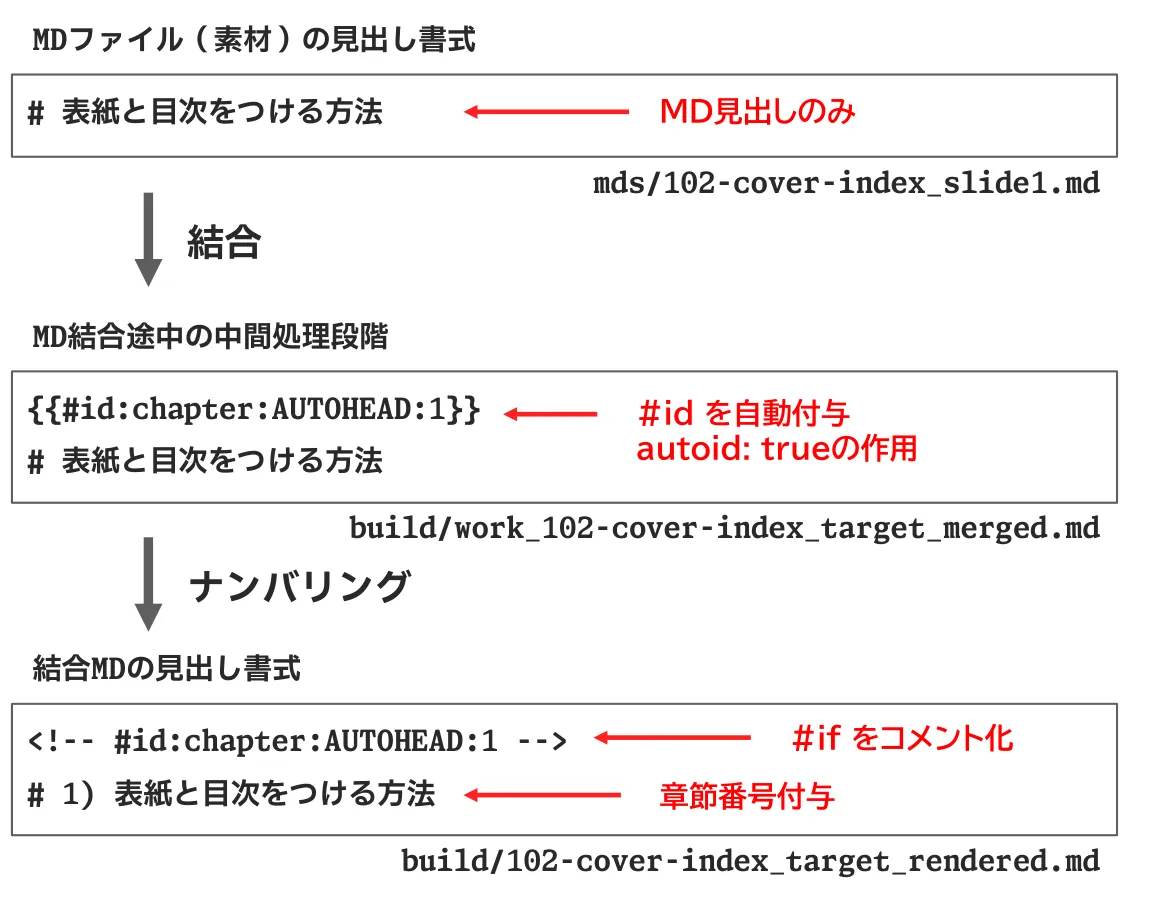 MDファイル（素材）の見出し書式
# 表紙と目次をつける方法
MD見出しのみ
mds/102-cover-index_slide1.md
結合
MD結合途中の中間処理段階
{{#id:chapter:AUTOHEAD:1}}
#id を自動付与
autoid: trueの作用
# 表紙と目次をつける方法
build/work_102-cover-index_target_merged.md
ナンバリング
結合MDの見出し書式
<!-- #id:chapter:AUTOHEAD:1 -->
#if をコメント化
# 1) 表紙と目次をつける方法
章節番号付与
build/102-cover-index_target_rendered.md